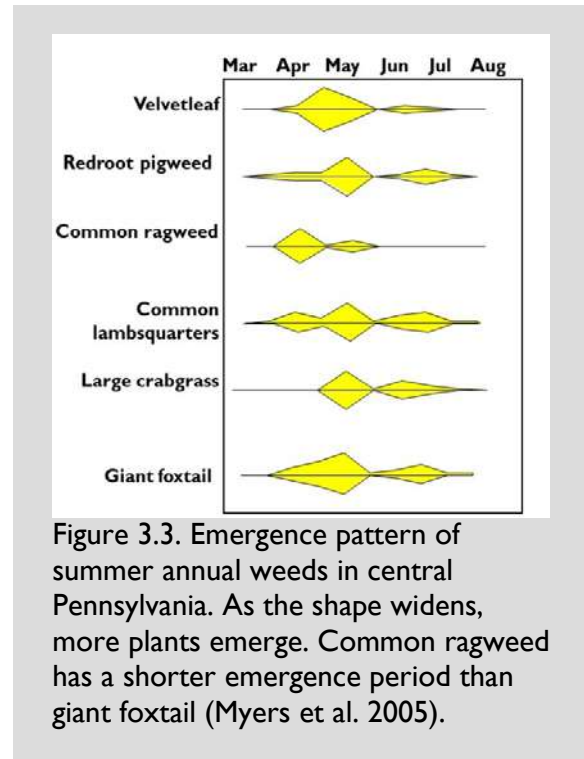 Mar Apr May Jun Jul Aug
Velvetleaf
Redroot pigweed
Common ragweed
Common
lambsquarters
Large crabgrass
Giant foxtail
Figure 3.3. Emergence pattern of
summer annual weeds in central
Pennsylvania. As the shape widens,
more plants emerge. Common ragweed
has a shorter emergence period than
giant foxtail (Myers et al. 2005).